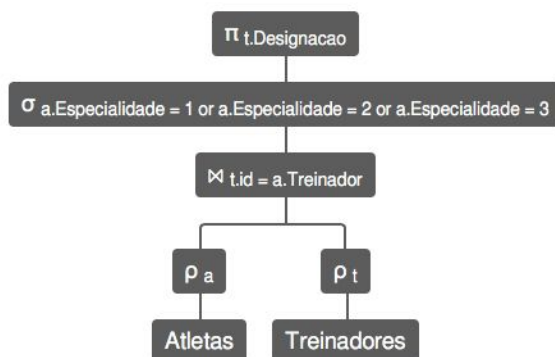 π t.Designacao
σ a.Especialidade = 1 or a.Especialidade = 2 or a.Especialidade = 3
⋈ t.id = a.Treinador
ρ a
ρ t
Atletas
Treinadores